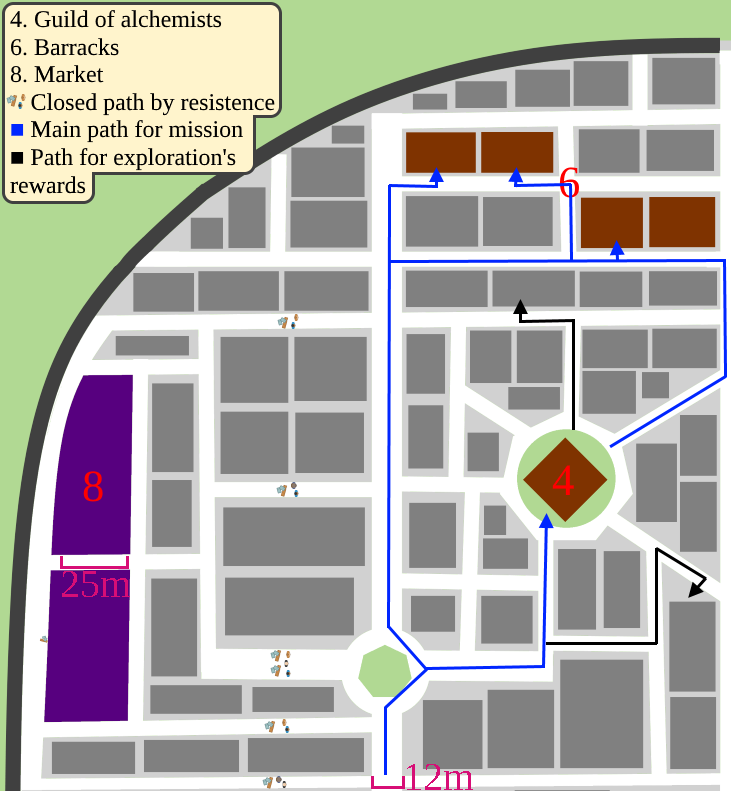 4. Guild of alchemists
6. Barracks
8. Market
Closed path by resistence
Main path for mission
Path for exploration's
rewards
6
4
8
25m
12m